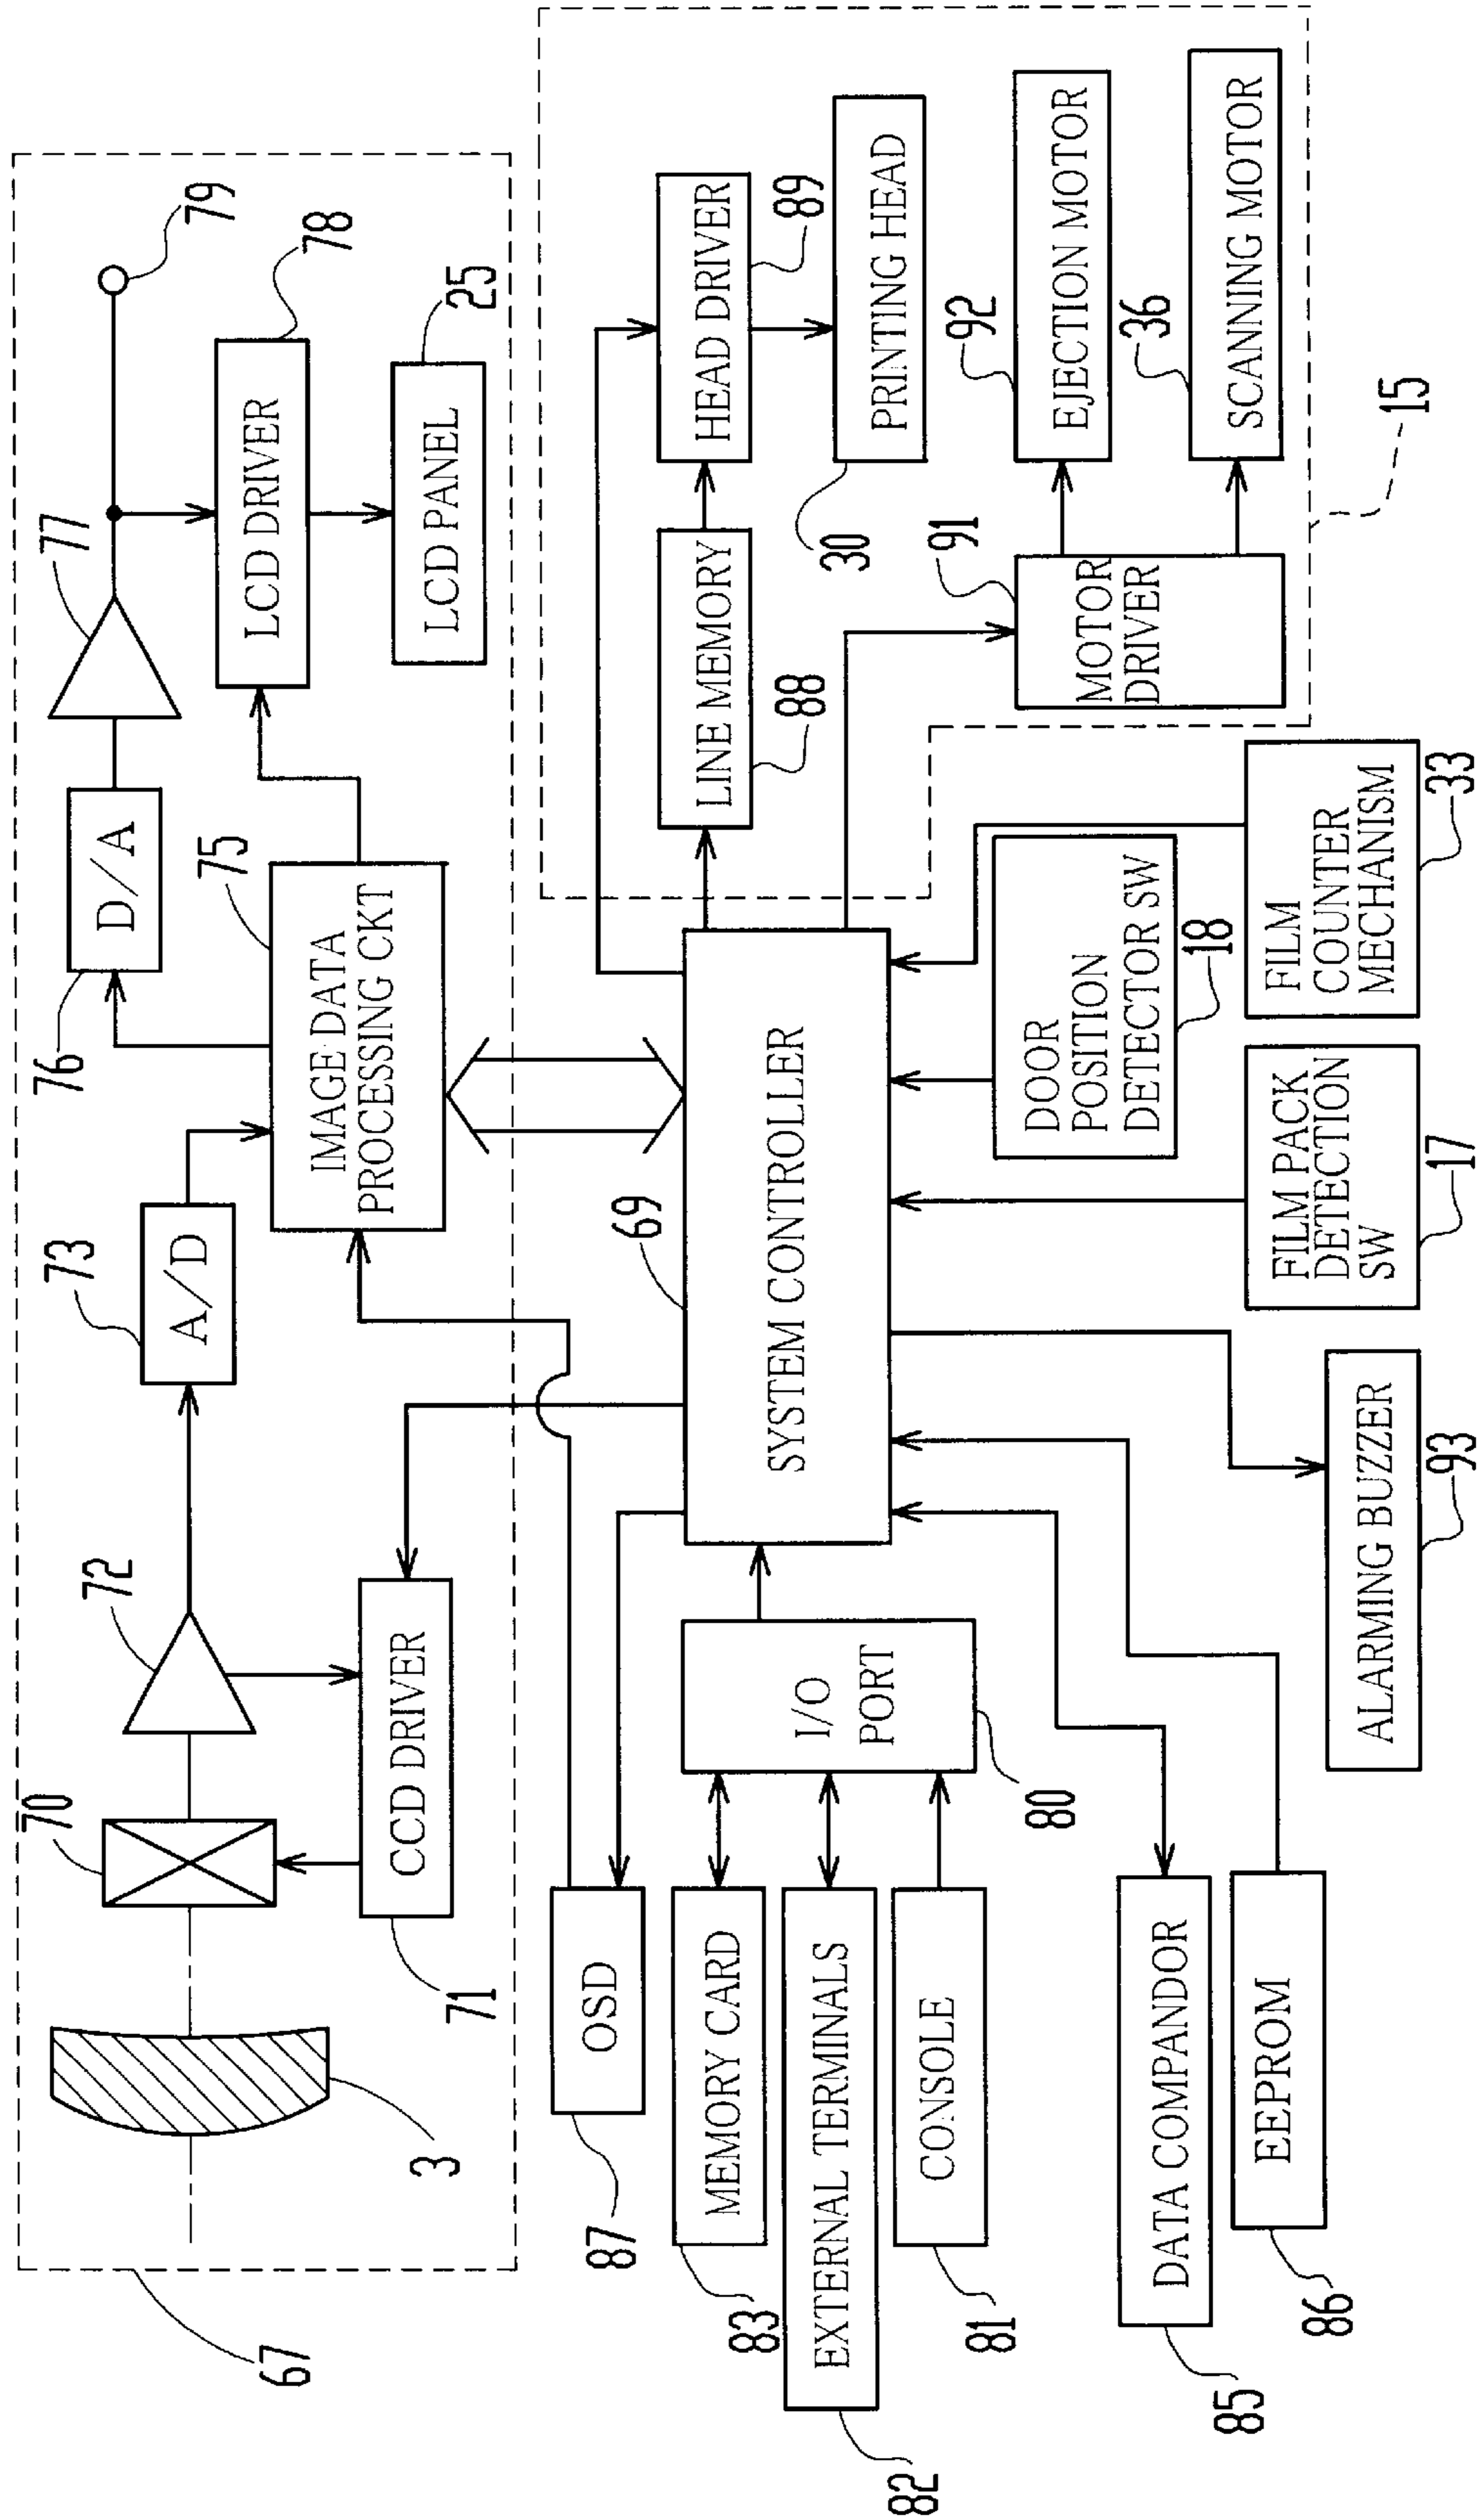 67
3
70
72
71
CCD DRIVER
73
A/D
76
D/A
75
IMAGE DATA
PROCESSING CKT
77
79
78
LCD DRIVER
25
LCD PANEL
87
OSD
83
MEMORY CARD
82
EXTERNAL TERMINALS
81
CONSOLE
80
I/O
PORT
69
SYSTEM CONTROLLER
85
DATA COMPANDOR
86
EEPROM
93
ALARMING BUZZER
17
FILM PACK
DETECTION
SW
18
DOOR
POSITION
DETECTOR SW
33
FILM
COUNTER
MECHANISM
88
LINE MEMORY
89
HEAD DRIVER
30
PRINTING HEAD
91
MOTOR
DRIVER
92
EJECTION MOTOR
36
SCANNING MOTOR
15